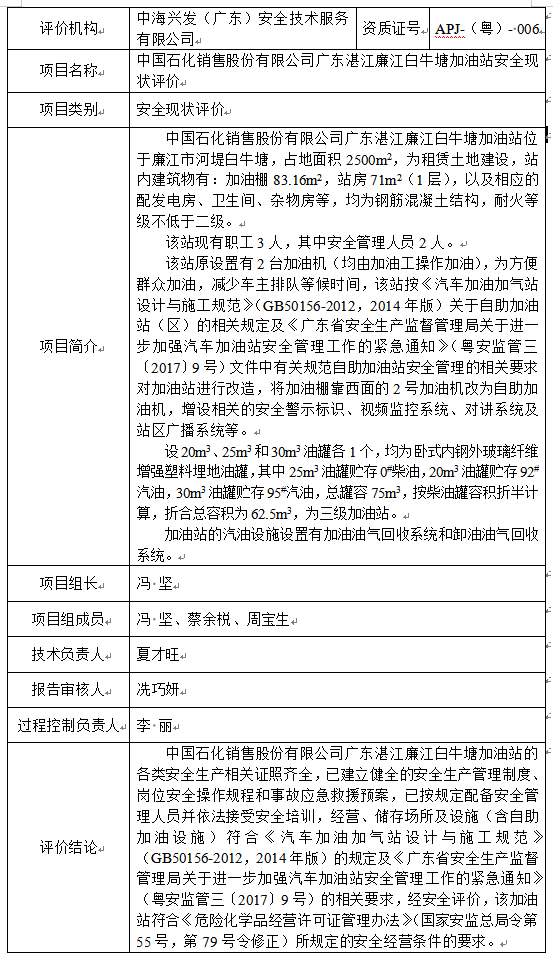 评价机构
中海兴发（广东）安全技术服务
有限公司
资质证号
APJ-（粤）-006
项目名称
中国石化销售股份有限公司广东湛江廉江白牛塘加油站安全现
状评价
项目类别
安全现状评价
项目简介
中国石化销售股份有限公司广东湛江廉江白牛塘加油站位
于廉江市河堤白牛塘，占地面积 2500m²，为租赁土地建设，站
内建筑物有：加油棚 83.16m²，站房 71m²（1 层），以及相应的
配发电房、卫生间、杂物房等，均为钢筋混凝土结构，耐火等
级不低于二级。
该站现有职工 3 人，其中安全管理人员 2 人。
该站原设置有 2 台加油机（均由加油工操作加油），为方便
群众加油，减少车主排队等候时间，该站按《汽车加油加气站
设计与施工规范》（GB50156-2012，2014 年版）关于自助加油
站（区）的相关规定及《广东省安全生产监督管理局关于进一
步加强汽车加油站安全管理工作的紧急通知》（粤安监管三
〔2017〕9 号）文件中有关规范自助加油站安全管理的相关要求
对加油站进行改造，将加油棚靠西面的 2 号加油机改为自助加
油机，增设相关的安全警示标识、视频监控系统、对讲系统及
站区广播系统等。
设 20m³、25m³ 和 30m³ 油罐各 1 个，均为卧式内钢外玻璃纤维
增强塑料埋地油罐，其中 25m³ 油罐贮存 0#柴油，20m³ 油罐贮存 92#
汽油，30m³ 油罐贮存 95#汽油，总罐容 75m³，按柴油罐容积折半计
算，折合总容积为 62.5m³，为三级加油站。
加油站的汽油设施设置有加油油气回收系统和卸油油气回收
系统。
项目组长
冯 坚
项目组成员
冯 坚、蔡余棁、周宝生
技术负责人
夏才旺
报告审核人
冼巧妍
过程控制负责人
李 丽
评价结论
中国石化销售股份有限公司广东湛江廉江白牛塘加油站的
各类安全生产相关证照齐全，已建立健全的安全生产管理制度、
岗位安全操作规程和事故应急救援预案，已按规定配备安全管
理人员并依法接受安全培训，经营、储存场所及设施（含自助
加油设施）符合《汽车加油加气站设计与施工规范》
（GB50156-2012，2014 年版）的规定及《广东省安全生产监督
管理局关于进一步加强汽车加油站安全管理工作的紧急通知》
（粤安监管三〔2017〕9 号）的相关要求，经安全评价，该加油
站符合《危险化学品经营许可证管理办法》（国家安监总局令第
55 号，第 79 号令修正）所规定的安全经营条件的要求。